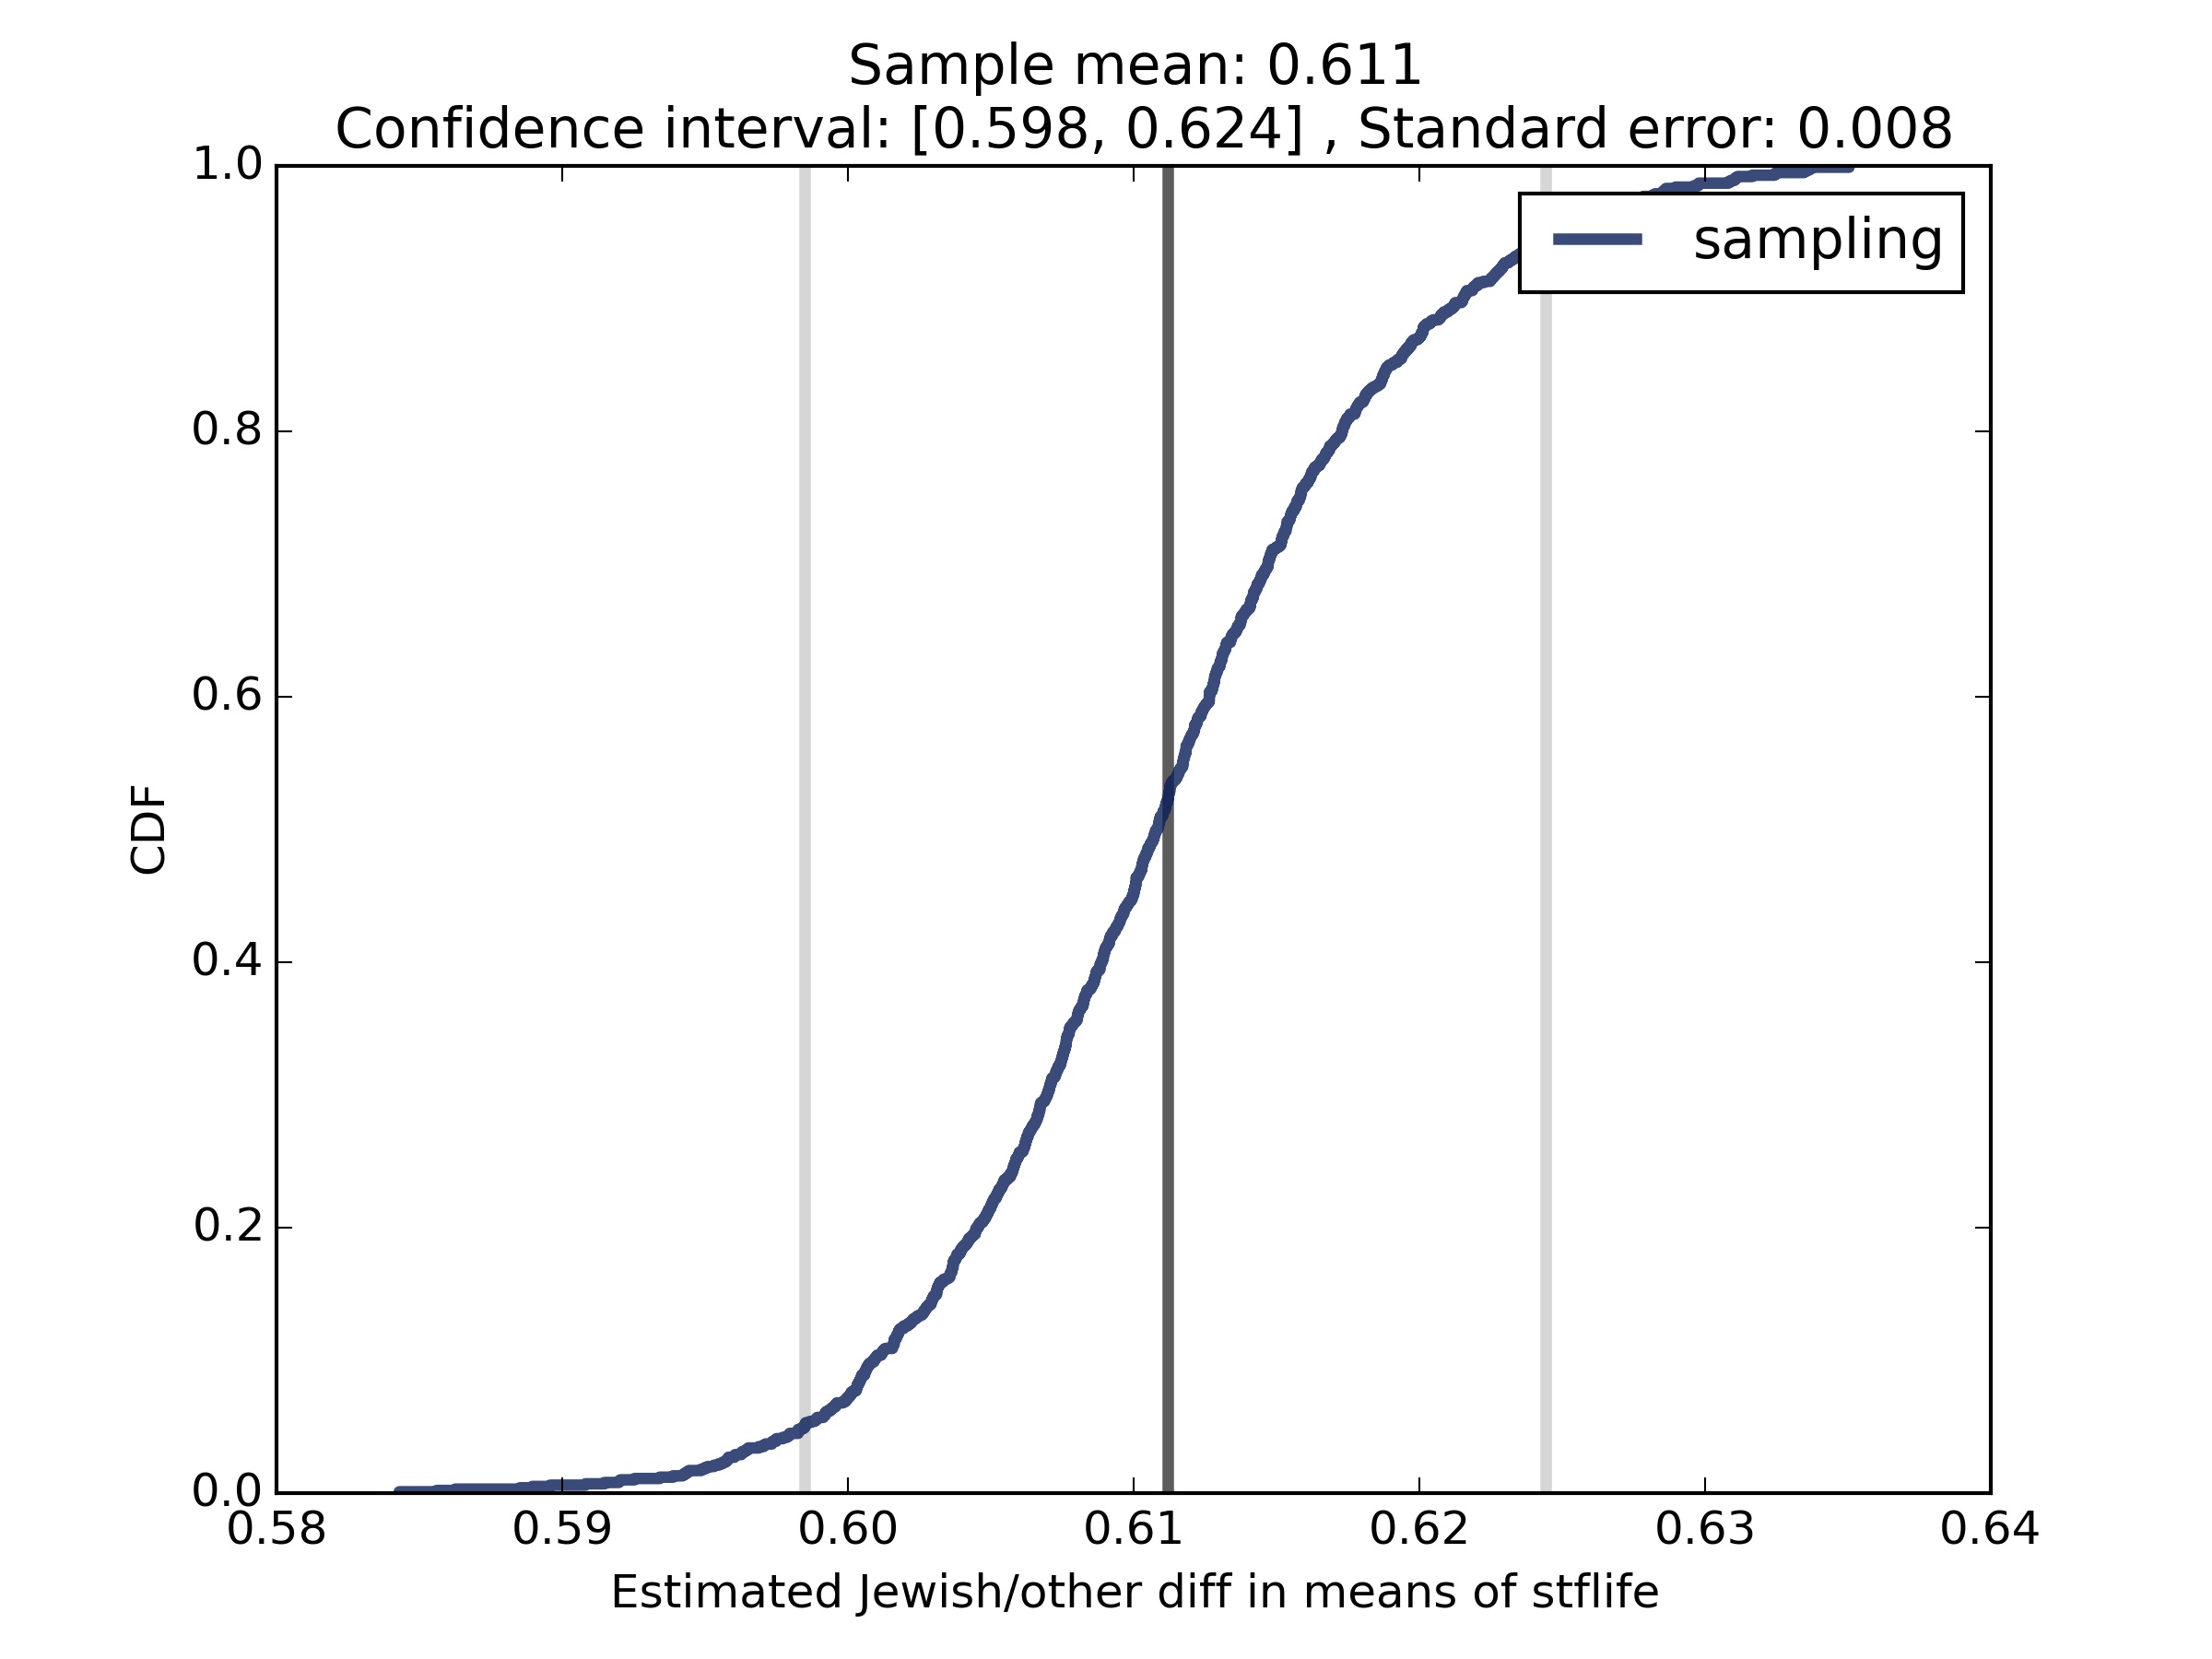 Sample mean: 0.611
Confidence interval: [0.598, 0.624] , Standard error: 0.008
1.0
0.8
0.6
0.4
0.2
0.0
CDF
sampling
0.58 0.59 0.60 0.61 0.62 0.63 0.64
Estimated Jewish/other diff in means of stflife